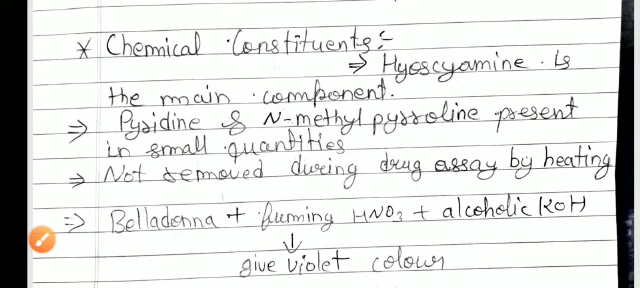 * Chemical Constituents :-
⇒ Hyoscyamine is
the main component.
⇒ Pyridine & N-methyl pyrroline present
in small quantities
⇒ Not removed during drug assay by heating
⇒ Belladonna + fuming HNO3 + alcoholic KOH
↓
give violet colour